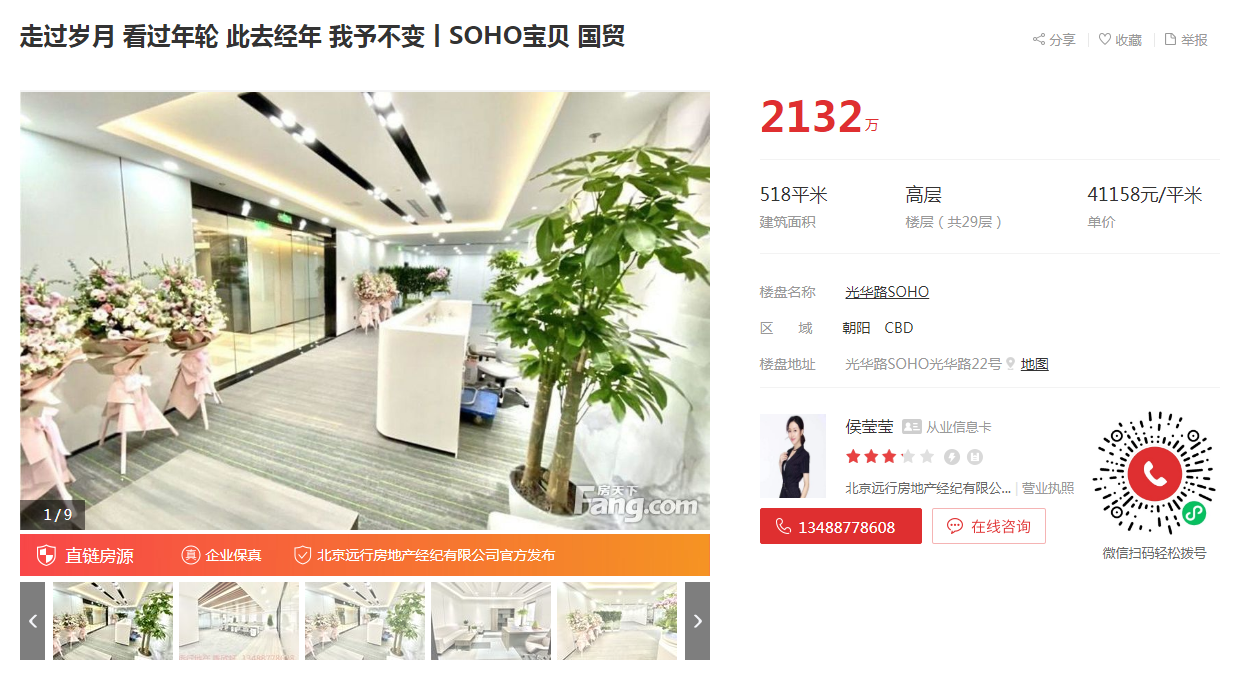 走过岁月 看过年轮 此去经年 我予不变丨SOHO宝贝 国贸
分享 收藏 举报
2132万
518平米 高层 41158元/平米
建筑面积 楼层 ( 共29层 ) 单价
楼盘名称 光华路SOHO
区 域 朝阳 CBD
楼盘地址 光华路SOHO光华路22号 地图
侯莹莹 从业信息卡
北京远行房地产经纪有限公... 营业执照
13488778608 在线咨询
微信扫码轻松拨号
房天下
Fang.com
1/9
直链房源 真 企业保真 北京远行房地产经纪有限公司官方发布